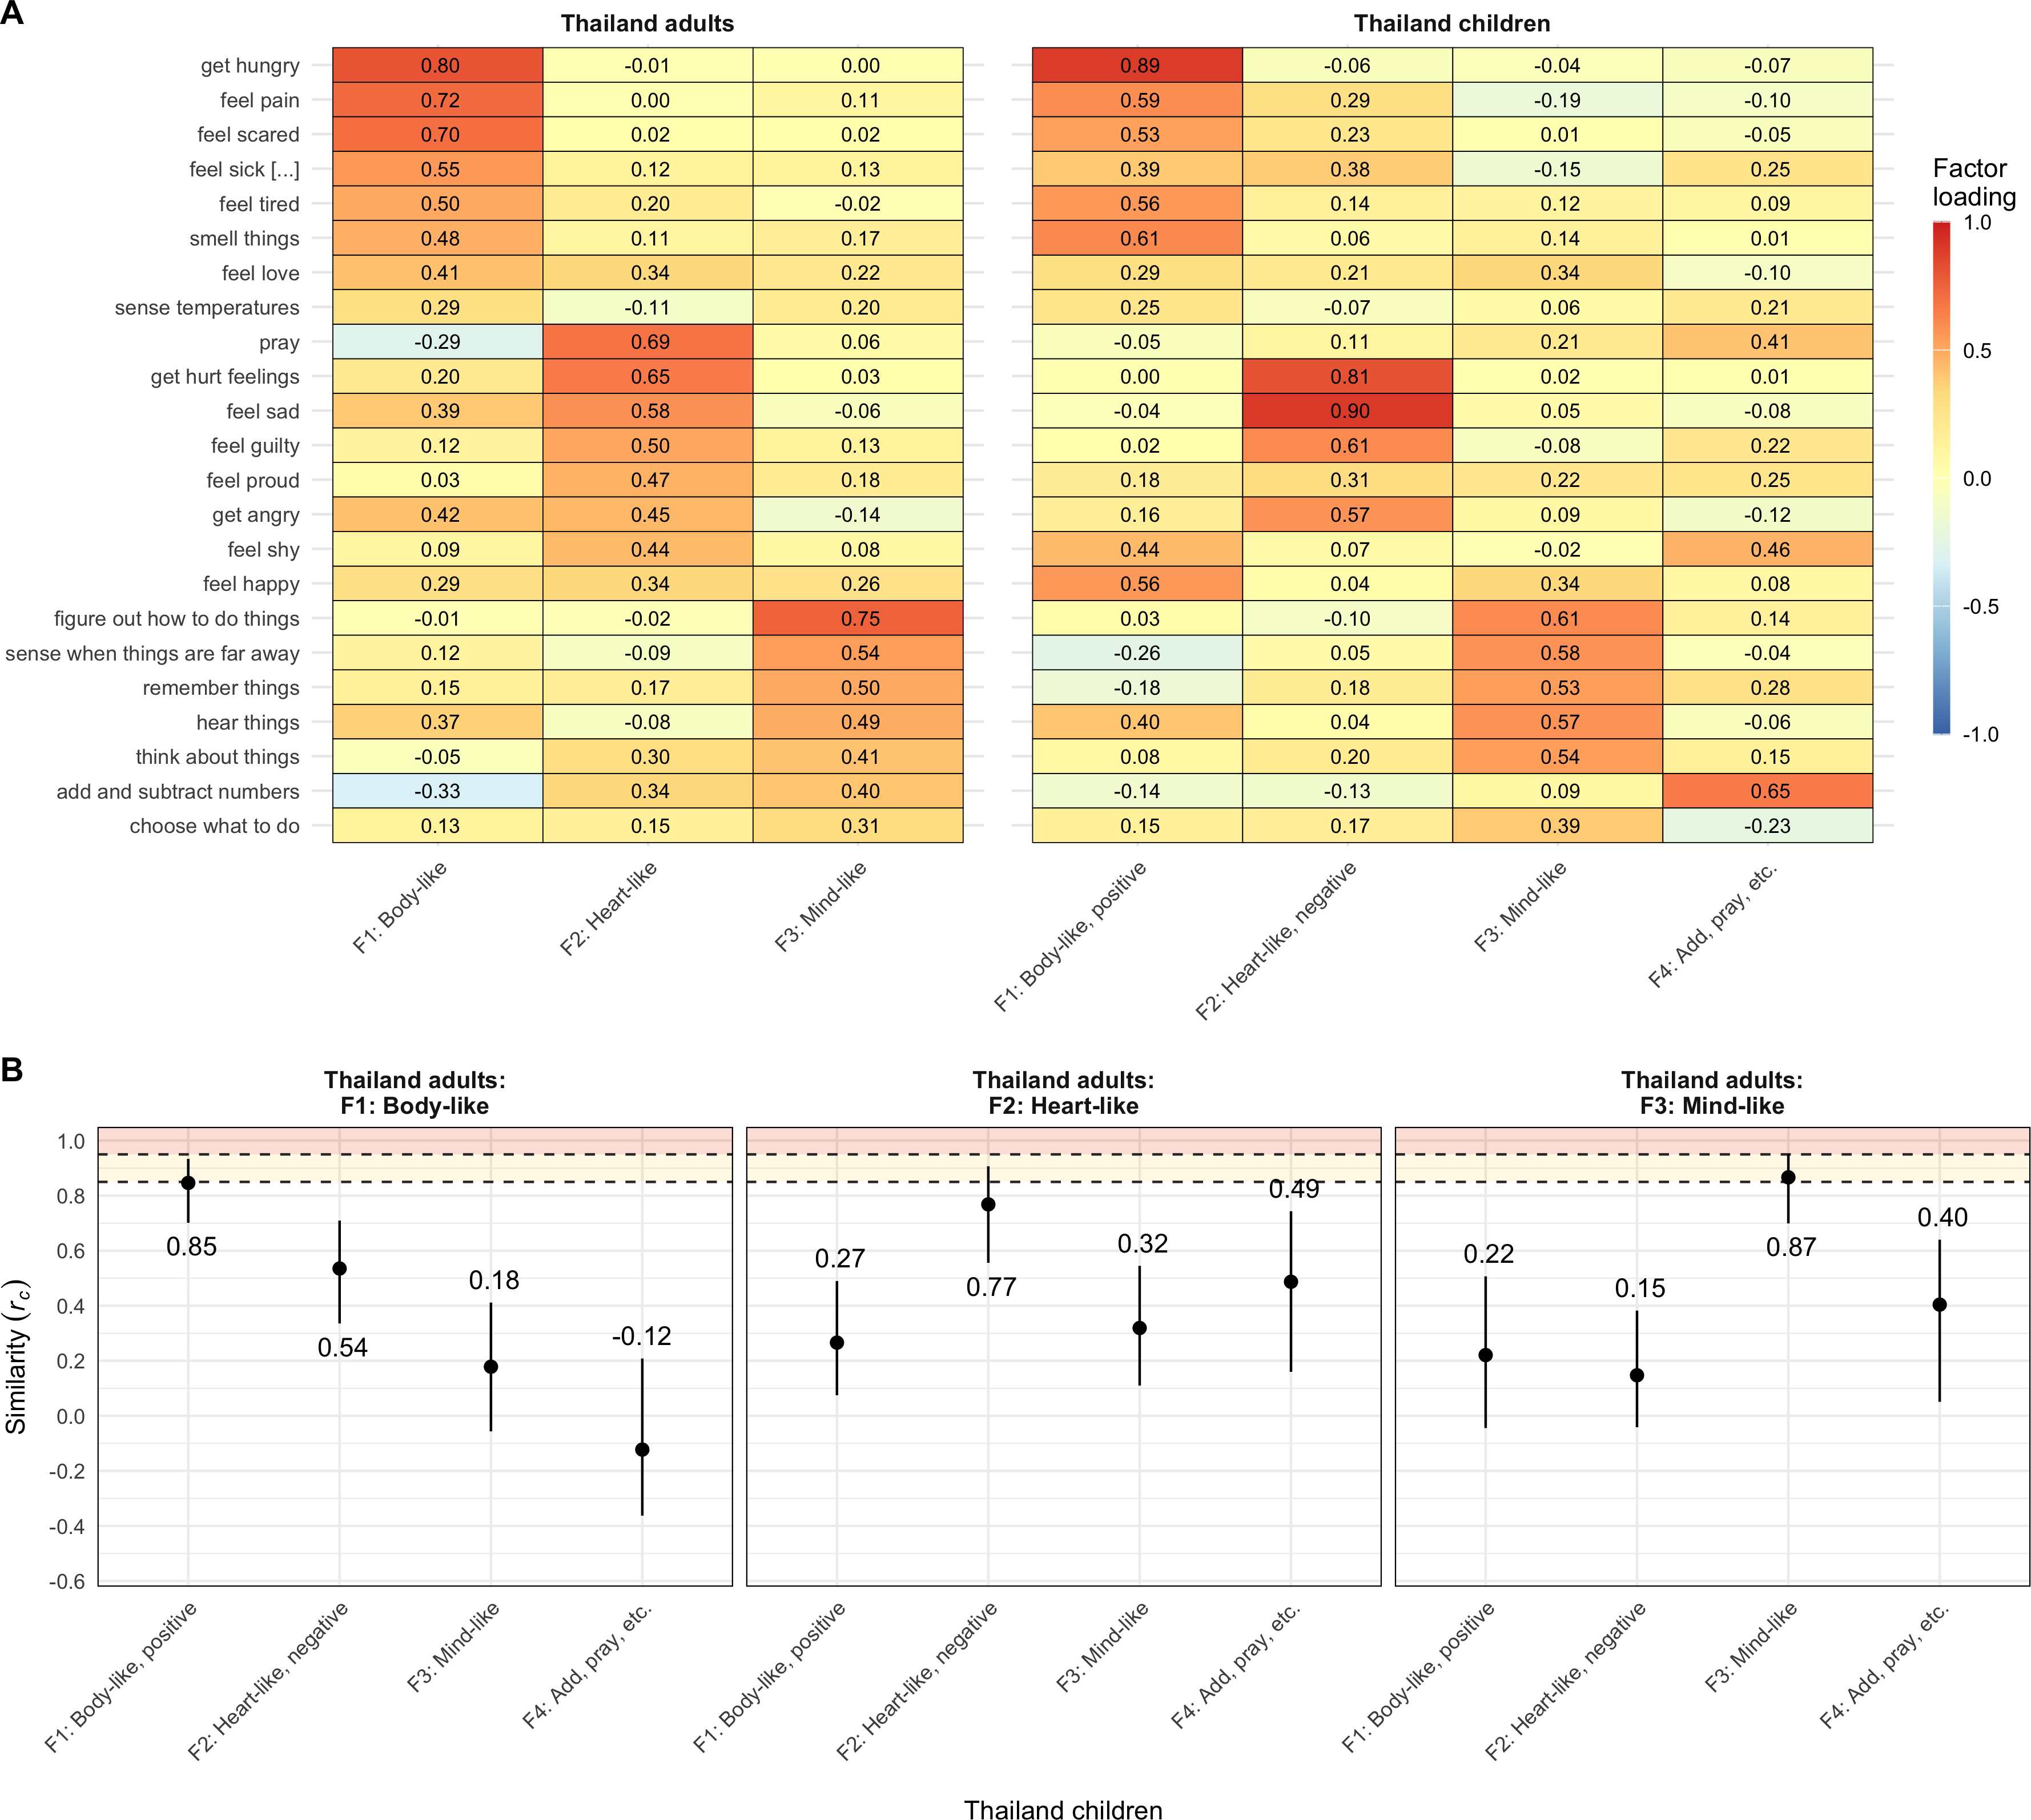 A
Thailand adults
Thailand children
get hungry 0.80 -0.01 0.00 0.89 -0.06 -0.04 -0.07
feel pain 0.72 0.00 0.11 0.59 0.29 -0.19 -0.10
feel scared 0.70 0.02 0.02 0.53 0.23 0.01 -0.05
feel sick [...] 0.55 0.12 0.13 0.39 0.38 -0.15 0.25
feel tired 0.50 0.20 -0.02 0.56 0.14 0.12 0.09
smell things 0.48 0.11 0.17 0.61 0.06 0.14 0.01
feel love 0.41 0.34 0.22 0.29 0.21 0.34 -0.10
sense temperatures 0.29 -0.11 0.20 0.25 -0.07 0.06 0.21
pray -0.29 0.69 0.06 -0.05 0.11 0.21 0.41
get hurt feelings 0.20 0.65 0.03 0.00 0.81 0.02 0.01
feel sad 0.39 0.58 -0.06 -0.04 0.90 0.05 -0.08
feel guilty 0.12 0.50 0.13 0.02 0.61 -0.08 0.22
feel proud 0.03 0.47 0.18 0.18 0.31 0.22 0.25
get angry 0.42 0.45 -0.14 0.16 0.57 0.09 -0.12
feel shy 0.09 0.44 0.08 0.44 0.07 -0.02 0.46
feel happy 0.29 0.34 0.26 0.56 0.04 0.34 0.08
figure out how to do things -0.01 -0.02 0.75 0.03 -0.10 0.61 0.14
sense when things are far away 0.12 -0.09 0.54 -0.26 0.05 0.58 -0.04
remember things 0.15 0.17 0.50 -0.18 0.18 0.53 0.28
hear things 0.37 -0.08 0.49 0.40 0.04 0.57 -0.06
think about things -0.05 0.30 0.41 0.08 0.20 0.54 0.15
add and subtract numbers -0.33 0.34 0.40 -0.14 -0.13 0.09 0.65
choose what to do 0.13 0.15 0.31 0.15 0.17 0.39 -0.23
F1: Body-like
F2: Heart-like
F3: Mind-like
F1: Body-like, positive
F2: Heart-like, negative
F3: Mind-like
F4: Add, pray, etc.
Factor
loading
1.0
0.5
0.0
-0.5
-1.0
B
Thailand adults:
F1: Body-like
Thailand adults:
F2: Heart-like
Thailand adults:
F3: Mind-like
Similarity (r c)
1.0
0.8
0.6
0.4
0.2
0.0
-0.2
-0.4
-0.6
0.85
0.54
0.18
-0.12
0.27
0.77
0.32
0.49
0.22
0.15
0.87
0.40
F1: Body-like, positive
F2: Heart-like, negative
F3: Mind-like
F4: Add, pray, etc.
F1: Body-like, positive
F2: Heart-like, negative
F3: Mind-like
F4: Add, pray, etc.
F1: Body-like, positive
F2: Heart-like, negative
F3: Mind-like
F4: Add, pray, etc.
Thailand children